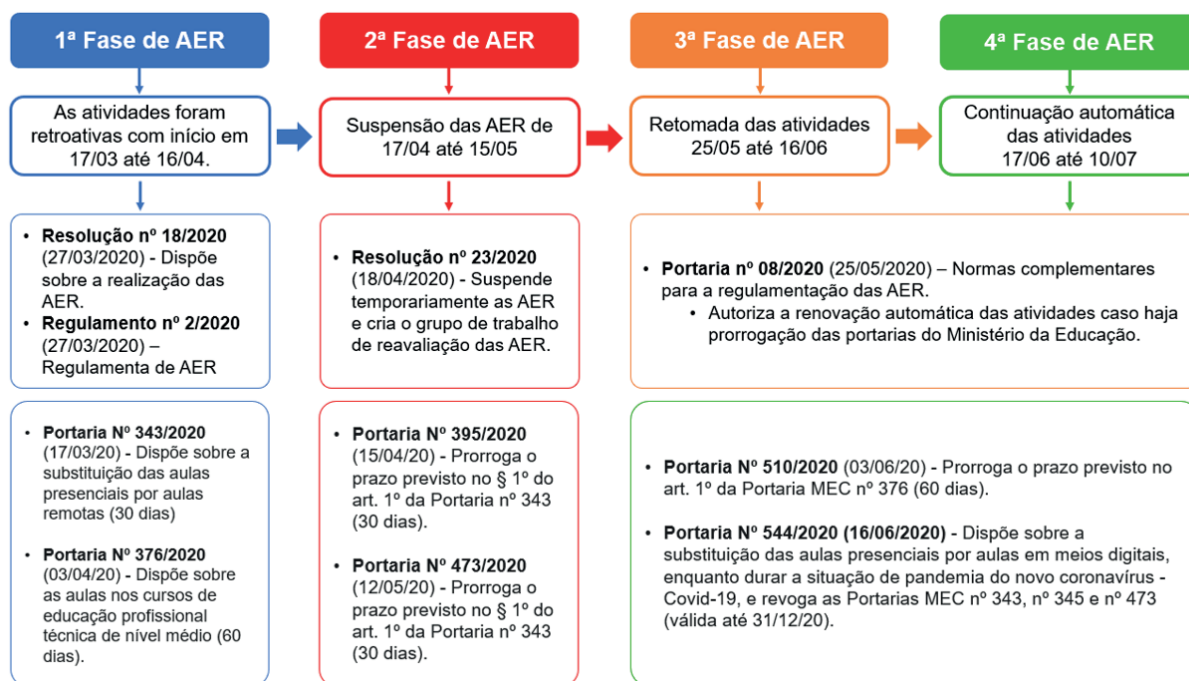 1ª Fase de AER
2ª Fase de AER
3ª Fase de AER
4ª Fase de AER
As atividades foram
retroativas com início em
17/03 até 16/04.
Suspensão das AER de
17/04 até 15/05
Retomada das atividades
25/05 até 16/06
Continuação automática
das atividades
17/06 até 10/07
• Resolução nº 18/2020
(27/03/2020) - Dispõe
sobre a realização das
AER.
• Regulamento nº 2/2020
(27/03/2020) –
Regulamenta de AER
• Resolução nº 23/2020
(18/04/2020) - Suspende
temporariamente as AER
e cria o grupo de trabalho
de reavaliação das AER.
• Portaria nº 08/2020 (25/05/2020) – Normas complementares
para a regulamentação das AER.
• Autoriza a renovação automática das atividades caso haja
prorrogação das portarias do Ministério da Educação.
• Portaria Nº 343/2020
(17/03/20) - Dispõe sobre a
substituição das aulas
presenciais por aulas
remotas (30 dias)
• Portaria Nº 376/2020
(03/04/20) - Dispõe sobre
as aulas nos cursos de
educação profissional
técnica de nível médio (60
dias).
• Portaria Nº 395/2020
(15/04/20) - Prorroga o
prazo previsto no § 1º do
art. 1º da Portaria nº 343
(30 dias).
• Portaria Nº 473/2020
(12/05/20) - Prorroga o
prazo previsto no § 1º do
art. 1º da Portaria nº 343
(30 dias).
• Portaria Nº 510/2020 (03/06/20) - Prorroga o prazo previsto no
art. 1º da Portaria MEC nº 376 (60 dias).
• Portaria Nº 544/2020 (16/06/2020) - Dispõe sobre a
substituição das aulas presenciais por aulas em meios digitais,
enquanto durar a situação de pandemia do novo coronavírus -
Covid-19, e revoga as Portarias MEC nº 343, nº 345 e nº 473
(válida até 31/12/20).